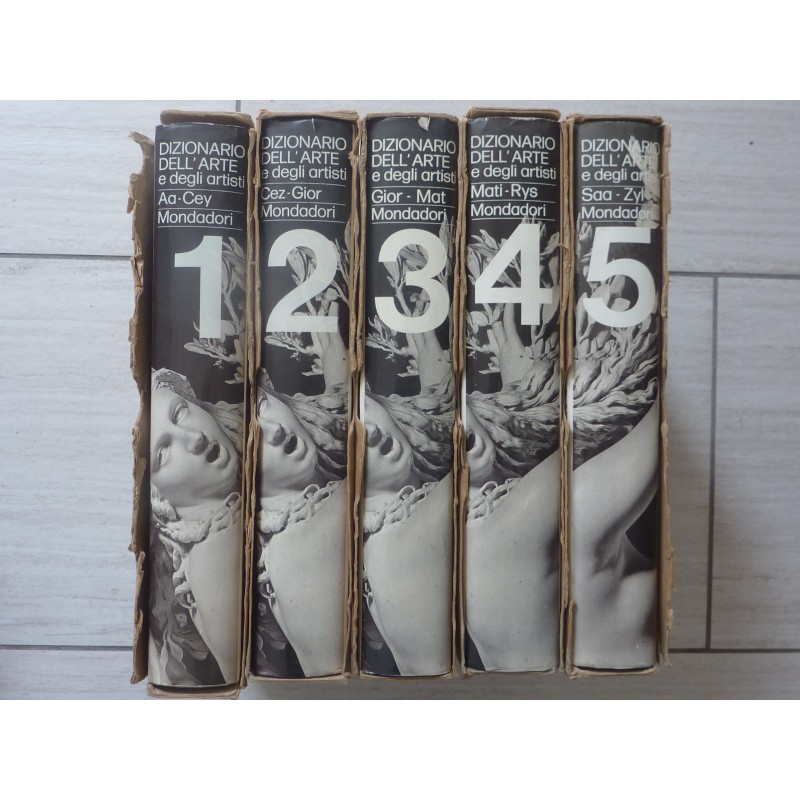 DIZIONARIO
DELL'ARTE
e degli artisti
Aa-Cey
Mondadori
1
DIZIONARIO
DELL'ARTE
e degli artisti
Cez-Gior
Mondadori
2
DIZIONARIO
DELL'ARTE
e degli artisti
Gior - Mat
Mondadori
3
DIZIONARIO
DELL'ARTE
e degli artisti
Mati-Rys
Mondadori
4
DIZIONARIO
DELL'ARTE
e degli artisti
Saa - Zyl
Mondadori
5